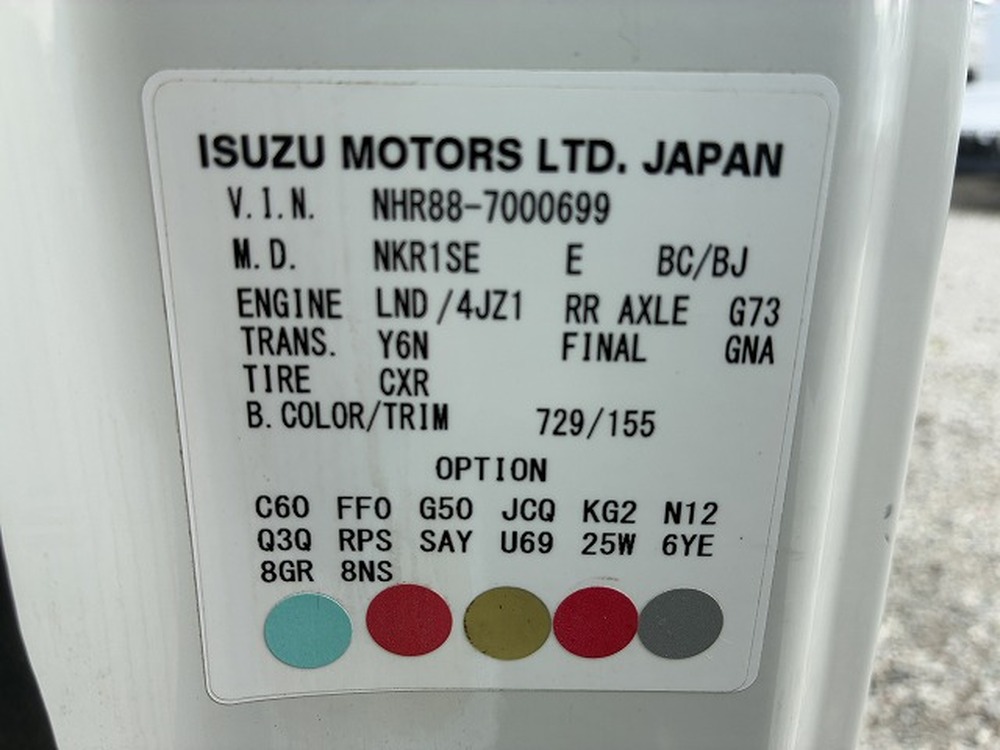 ISUZU MOTORS LTD. JAPAN
V.I.N. NHR88-7000699
M.D. NKR1SE E BC/BJ
ENGINE LND/4JZ1 RR AXLE G73
TRANS. Y6N FINAL GNA
TIRE CXR
B.COLOR/TRIM 729/155
OPTION
C60 FF0 G50 JCQ KG2 N12
Q3Q RPS SAY U69 25W 6YE
8GR 8NS